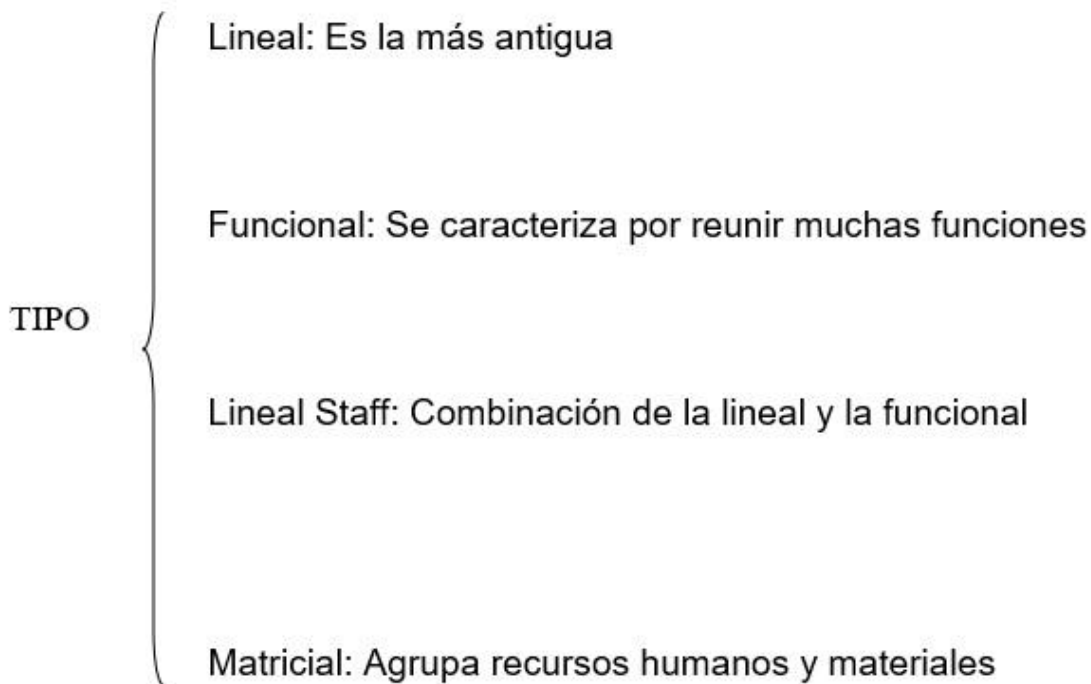 Lineal: Es la más antigua
Funcional: Se caracteriza por reunir muchas funciones
TIPO
Lineal Staff: Combinación de la lineal y la funcional
Matricial: Agrupa recursos humanos y materiales